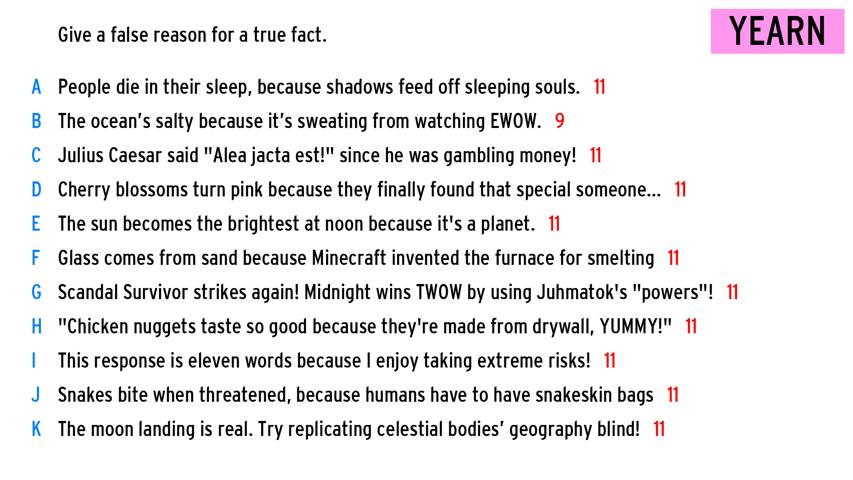 Give a false reason for a true fact.
YEARN
A People die in their sleep, because shadows feed off sleeping souls. 11
B The ocean's salty because it's sweating from watching EWOW. 9
C Julius Caesar said "Alea jacta est!" since he was gambling money! 11
D Cherry blossoms turn pink because they finally found that special someone... 11
E The sun becomes the brightest at noon because it's a planet. 11
F Glass comes from sand because Minecraft invented the furnace for smelting 11
G Scandal Survivor strikes again! Midnight wins TWOW by using Juhmatok's "powers"! 11
H "Chicken nuggets taste so good because they're made from drywall, YUMMY!" 11
I This response is eleven words because I enjoy taking extreme risks! 11
J Snakes bite when threatened, because humans have to have snakeskin bags 11
K The moon landing is real. Try replicating celestial bodies’ geography blind! 11